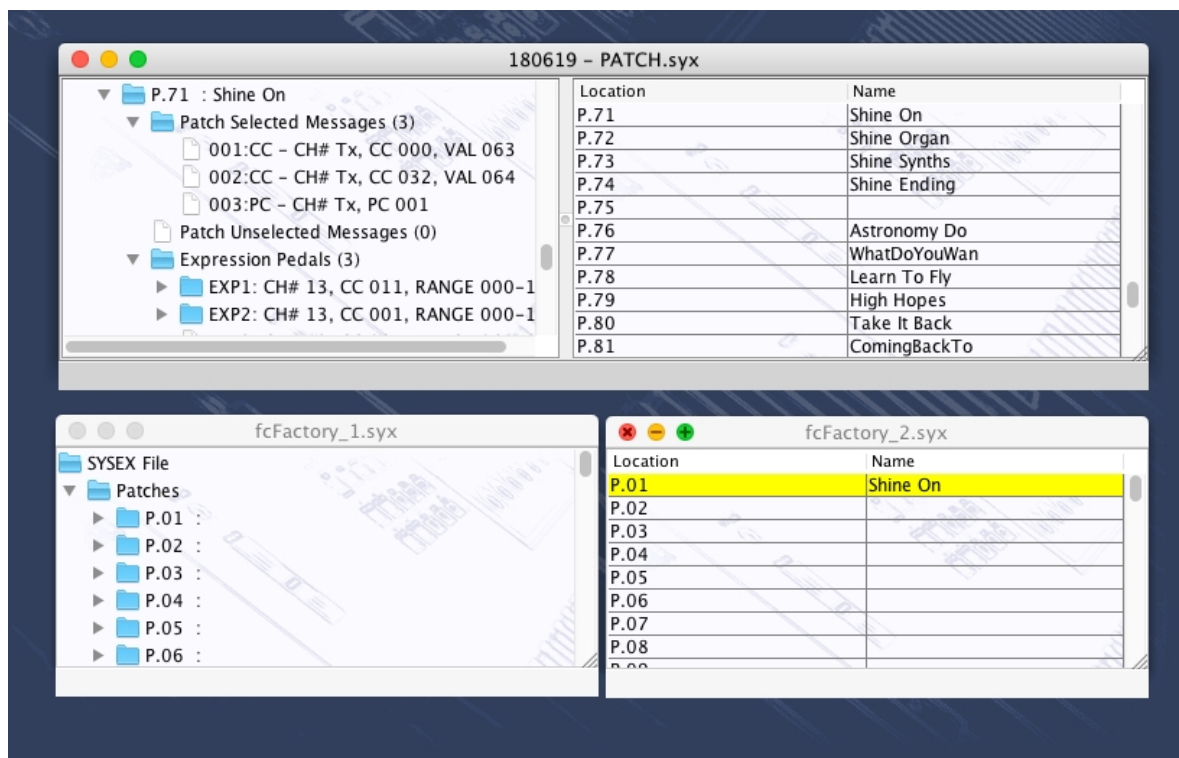 180619 – PATCH.syx
P.71 : Shine On
Patch Selected Messages (3)
001:CC – CH# Tx, CC 000, VAL 063
002:CC – CH# Tx, CC 032, VAL 064
003:PC – CH# Tx, PC 001
Patch Unselected Messages (0)
Expression Pedals (3)
EXP1: CH# 13, CC 011, RANGE 000–1
EXP2: CH# 13, CC 001, RANGE 000–1
Location Name
P.71 Shine On
P.72 Shine Organ
P.73 Shine Synths
P.74 Shine Ending
P.75
P.76 Astronomy Do
P.77 WhatDoYouWan
P.78 Learn To Fly
P.79 High Hopes
P.80 Take It Back
P.81 ComingBackTo
fcFactory_1.syx
SYSEX File
Patches
P.01 :
P.02 :
P.03 :
P.04 :
P.05 :
P.06 :
fcFactory_2.syx
Location Name
P.01 Shine On
P.02
P.03
P.04
P.05
P.06
P.07
P.08